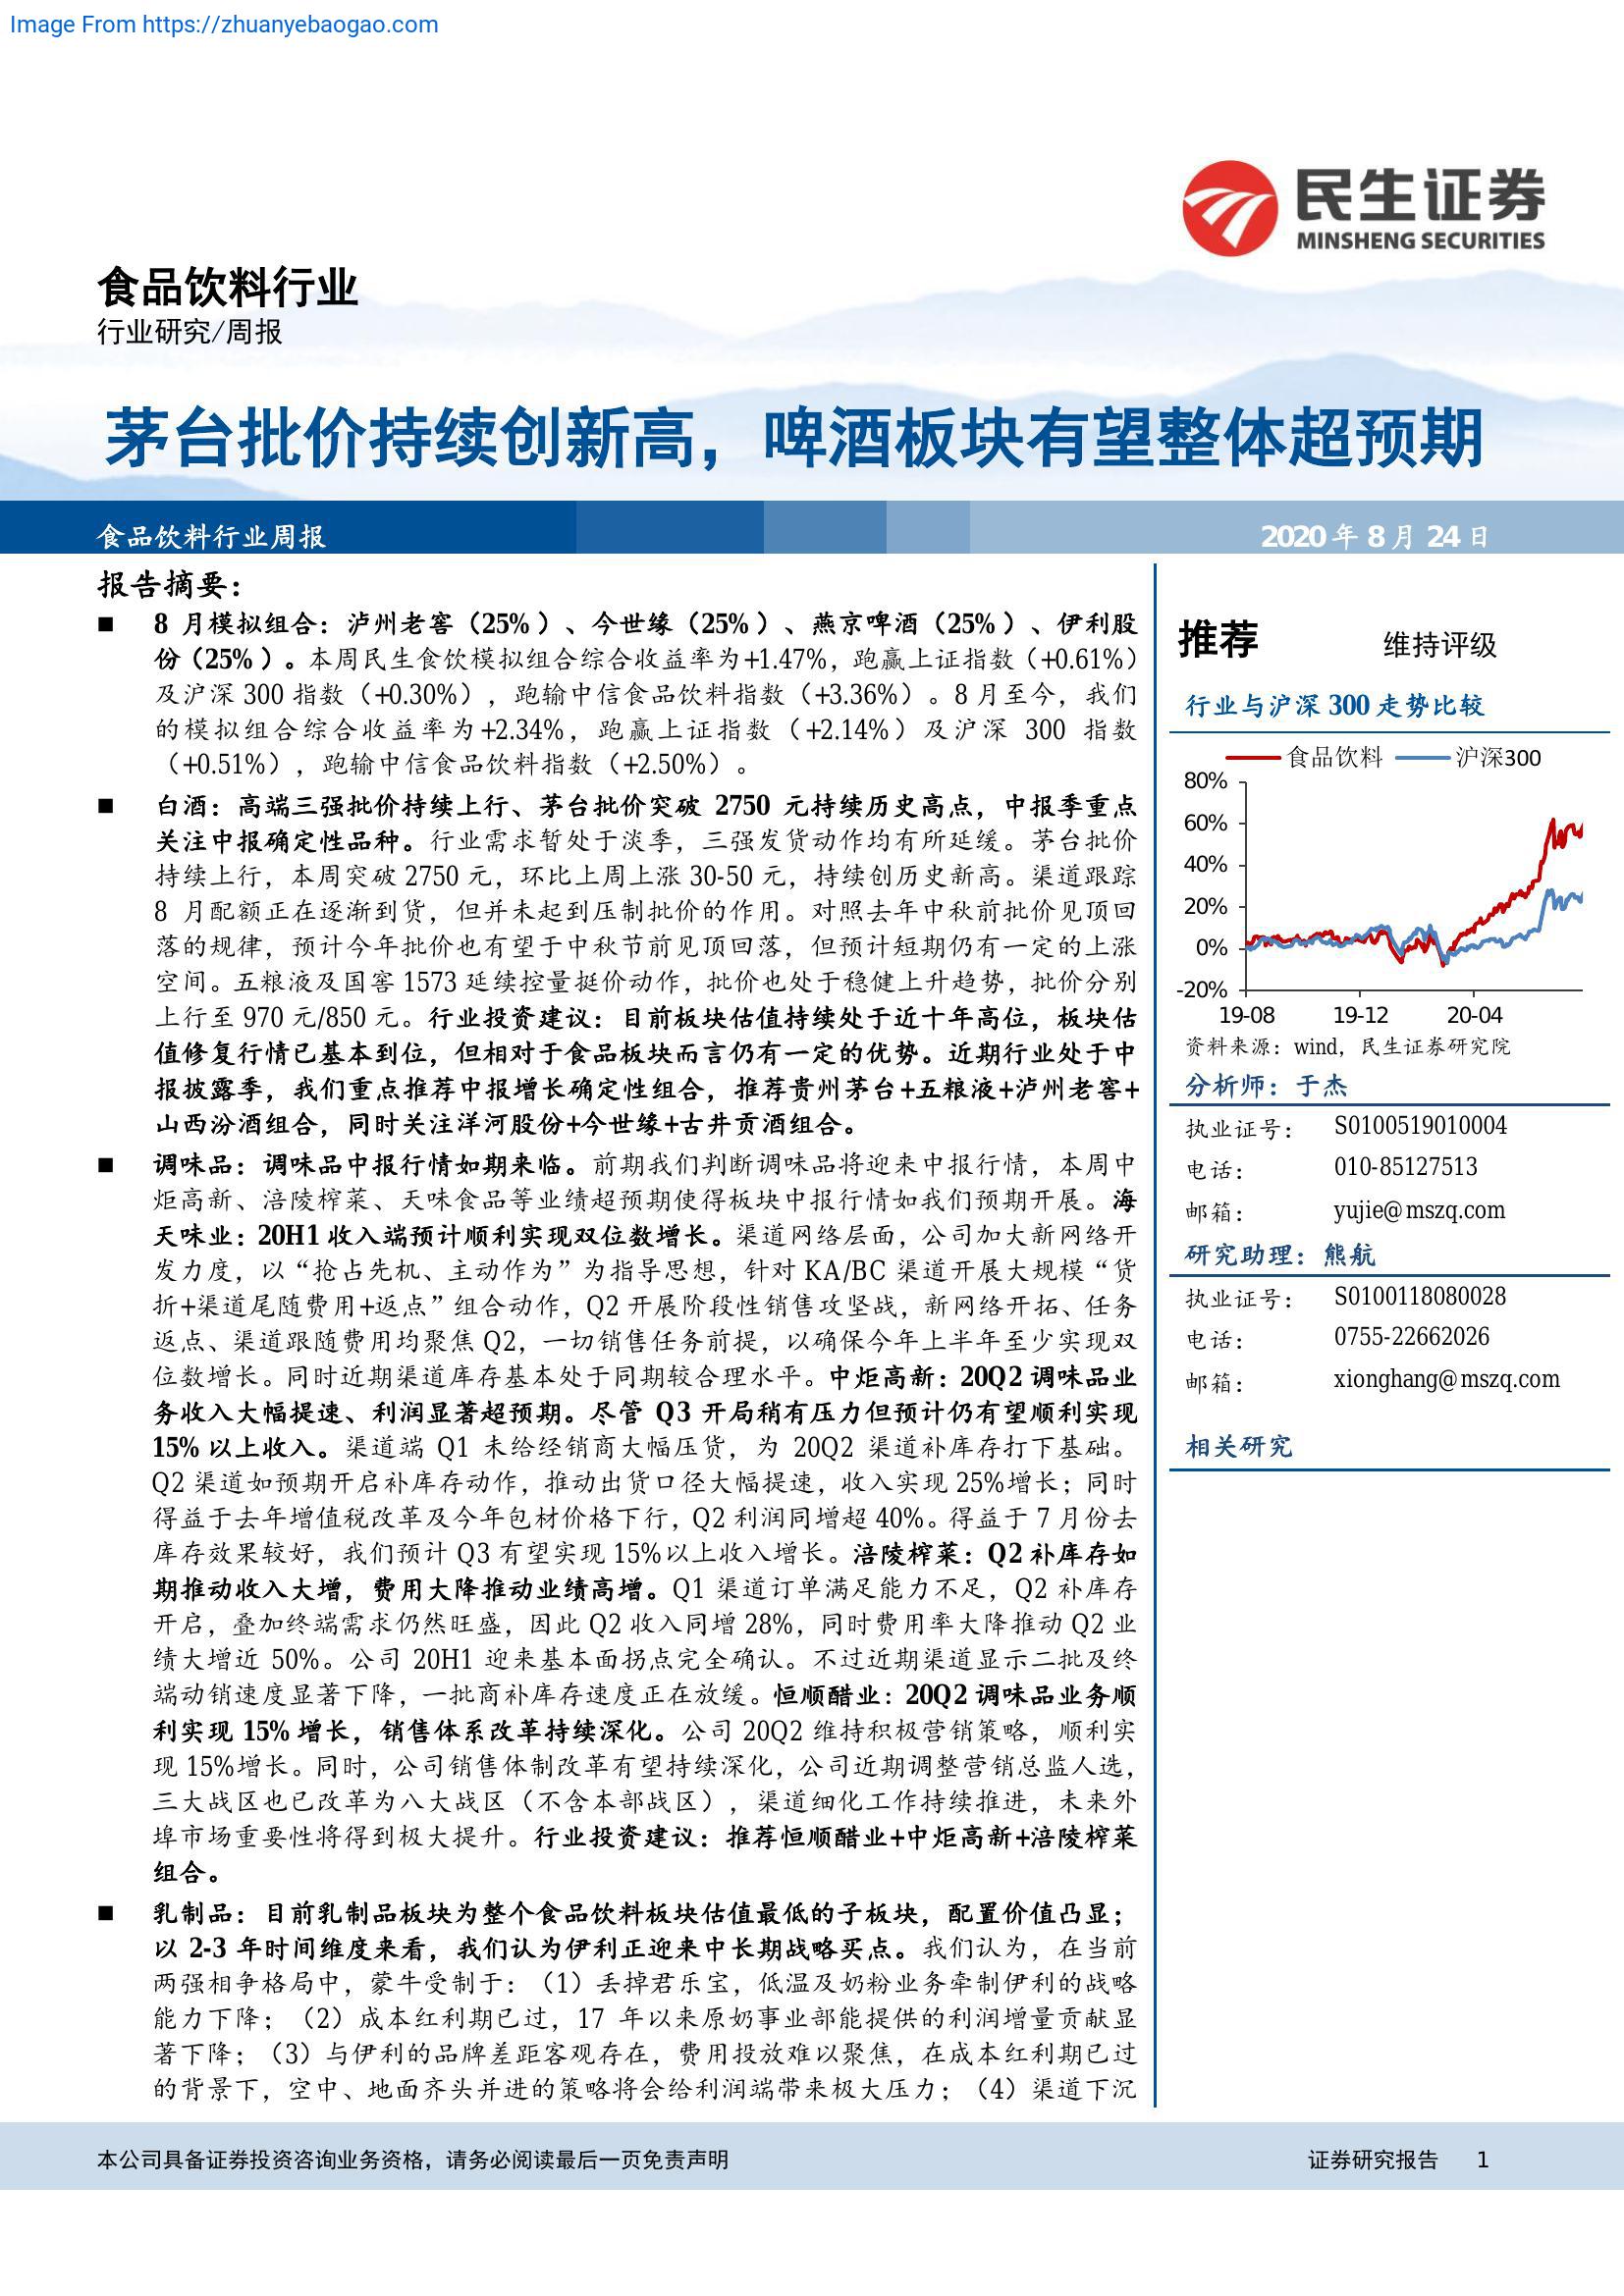 Image From https://zhuanyebaogao.com
民生证券
MINSHENG SECURITIES
食品饮料行业
行业研究/周报
茅台批价持续创新高，啤酒板块有望整体超预期
食品饮料行业周报
2020 年 8 月 24 日
报告摘要：
■ 8 月模拟组合：泸州老窖（25%）、今世缘（25%）、燕京啤酒（25%）、伊利股
份（25%）。本周民生食饮模拟组合综合收益率为+1.47%，跑赢上证指数（+0.61%）
及沪深 300 指数（+0.30%），跑输中信食品饮料指数（+3.36%）。8 月至今，我们
的模拟组合综合收益率为+2.34%，跑赢上证指数（+2.14%）及沪深 300 指数
（+0.51%），跑输中信食品饮料指数（+2.50%）。
■ 白酒：高端三强批价持续上行、茅台批价突破 2750 元持续历史高点，中报季重点
关注中报确定性品种。行业需求暂处于淡季，三强发货动作均有所延缓。茅台批价
持续上行，本周突破 2750 元，环比上周上涨 30-50 元，持续创历史新高。渠道跟踪
8 月配额正在逐渐到货，但并未起到压制批价的作用。对照去年中秋前批价见顶回
落的规律，预计今年批价也有望于中秋节前见顶回落，但预计短期仍有一定的上涨
空间。五粮液及国窖 1573 延续控量挺价动作，批价也处于稳健上升趋势，批价分别
上行至 970 元/850 元。行业投资建议：目前板块估值持续处于近十年高位，板块估
值修复行情已基本到位，但相对于食品板块而言仍有一定的优势。近期行业处于中
报披露季，我们重点推荐中报增长确定性组合，推荐贵州茅台+五粮液+泸州老窖+
山西汾酒组合，同时关注洋河股份+今世缘+古井贡酒组合。
■ 调味品：调味品中报行情如期来临。前期我们判断调味品将迎来中报行情，本周中
炬高新、涪陵榨菜、天味食品等业绩超预期使得板块中报行情如我们预期开展。海
天味业：20H1 收入端预计顺利实现双位数增长。渠道网络层面，公司加大新网络开
发力度，以“抢占先机、主动作为”为指导思想，针对 KA/BC 渠道开展大规模“货
折+渠道尾随费用+返点”组合动作，Q2 开展阶段性销售攻坚战，新网络开拓、任务
返点、渠道跟随费用均聚焦 Q2，一切销售任务前提，以确保今年上半年至少实现双
位数增长。同时近期渠道库存基本处于同期较合理水平。中炬高新：20Q2 调味品业
务收入大幅提速、利润显著超预期。尽管 Q3 开局稍有压力但预计仍有望顺利实现
15%以上收入。渠道端 Q1 未给经销商大幅压货，为 20Q2 渠道补库存打下基础。
Q2 渠道如预期开启补库存动作，推动出货口径大幅提速，收入实现 25%增长；同时
得益于去年增值税改革及今年包材价格下行，Q2 利润同增超 40%。得益于 7 月份去
库存效果较好，我们预计 Q3 有望实现 15%以上收入增长。涪陵榨菜：Q2 补库存如
期推动收入大增，费用大降推动业绩高增。Q1 渠道订单满足能力不足，Q2 补库存
开启，叠加终端需求仍然旺盛，因此 Q2 收入同增 28%，同时费用率大降推动 Q2 业
绩大增近 50%。公司 20H1 迎来基本面拐点完全确认。不过近期渠道显示二批及终
端动销速度显著下降，一批商补库存速度正在放缓。恒顺醋业：20Q2 调味品业务顺
利实现 15%增长，销售体系改革持续深化。公司 20Q2 维持积极营销策略，顺利实
现 15%增长。同时，公司销售体制改革有望持续深化，公司近期调整营销总监人选，
三大战区也已改革为八大战区（不含本部战区），渠道细化工作持续推进，未来外
埠市场重要性将得到极大提升。行业投资建议：推荐恒顺醋业+中炬高新+涪陵榨菜
组合。
■ 乳制品：目前乳制品板块为整个食品饮料板块估值最低的子板块，配置价值凸显；
以 2-3 年时间维度来看，我们认为伊利正迎来中长期战略买点。我们认为，在当前
两强相争格局中，蒙牛受制于：（1）丢掉君乐宝，低温及奶粉业务牵制伊利的战略
能力下降；（2）成本红利期已过，17 年以来原奶事业部能提供的利润增量贡献显
著下降；（3）与伊利的品牌差距客观存在，费用投放难以聚焦，在成本红利期已过
的背景下，空中、地面齐头并进的策略将会给利润端带来极大压力；（4）渠道下沉
推荐 维持评级
行业与沪深 300 走势比较
食品饮料 沪深300
80%
60%
40%
20%
0%
-20%
19-08 19-12 20-04
资料来源：wind，民生证券研究院
分析师：于杰
执业证号： S0100519010004
电话： 010-85127513
邮箱： yujie@mszq.com
研究助理：熊航
执业证号： S0100118080028
电话： 0755-22662026
邮箱： xionghang@mszq.com
相关研究
本公司具备证券投资咨询业务资格，请务必阅读最后一页免责声明
证券研究报告 1